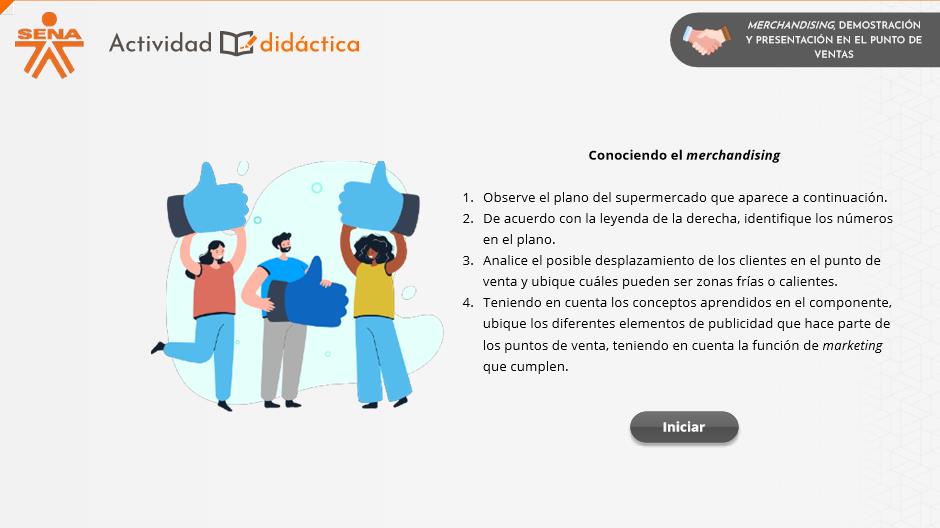 SENA
Actividad didáctica
MERCHANDISING, DEMOSTRACIÓN
Y PRESENTACIÓN EN EL PUNTO DE
VENTAS
Conociendo el merchandising
1. Observe el plano del supermercado que aparece a continuación.
2. De acuerdo con la leyenda de la derecha, identifique los números
en el plano.
3. Analice el posible desplazamiento de los clientes en el punto de
venta y ubique cuáles pueden ser zonas frías o calientes.
4. Teniendo en cuenta los conceptos aprendidos en el componente,
ubique los diferentes elementos de publicidad que hace parte de
los puntos de venta, teniendo en cuenta la función de marketing
que cumplen.
Iniciar